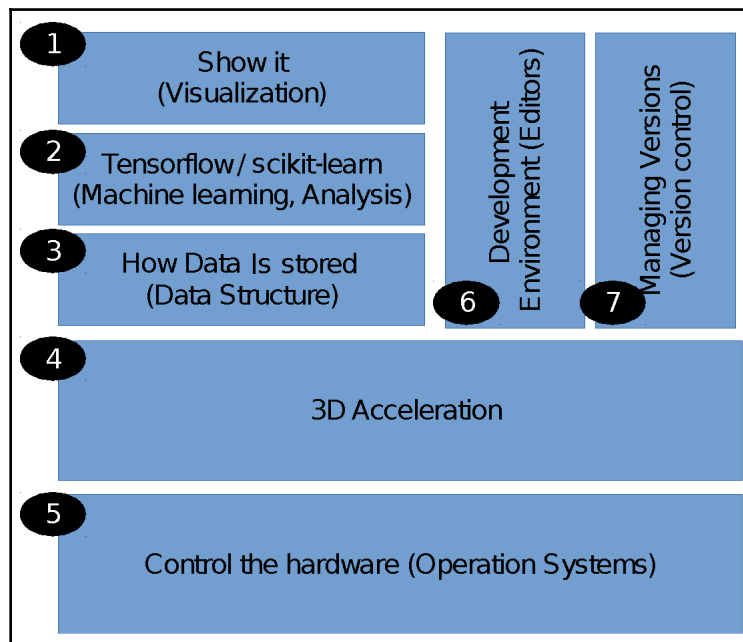 1
Show it
(Visualization)
2
Tensorflow/ scikit-learn
(Machine learning, Analysis)
3
How Data Is stored
(Data Structure)
6
Development
Environment (Editors)
7
Managing Versions
(Version control)
4
3D Acceleration
5
Control the hardware (Operation Systems)